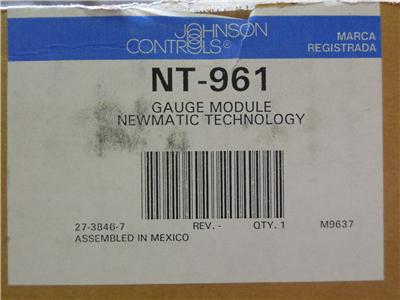 JOHNSON
CONTROLS®
MARCA
REGISTRADA
NT-961
GAUGE MODULE
NEWMATIC TECHNOLOGY
27-3846-7 REV. - QTY. 1 M9637
ASSEMBLED IN MEXICO